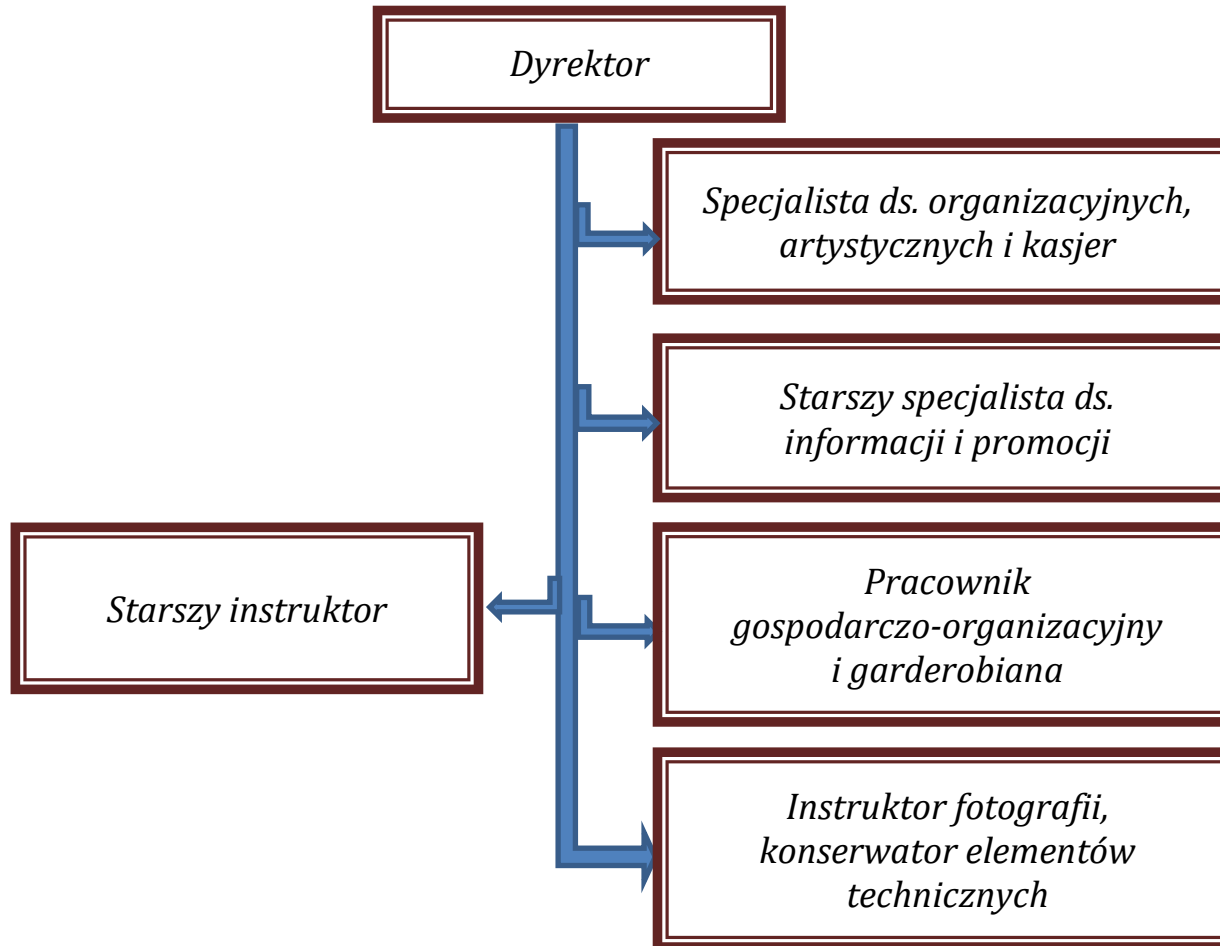 Dyrektor
Specjalista ds. organizacyjnych,
artystycznych i kasjer
Starszy specjalista ds.
informacji i promocji
Starszy instruktor
Pracownik
gospodarczo-organizacyjny
i garderobiana
Instruktor fotografii,
konserwator elementów
technicznych